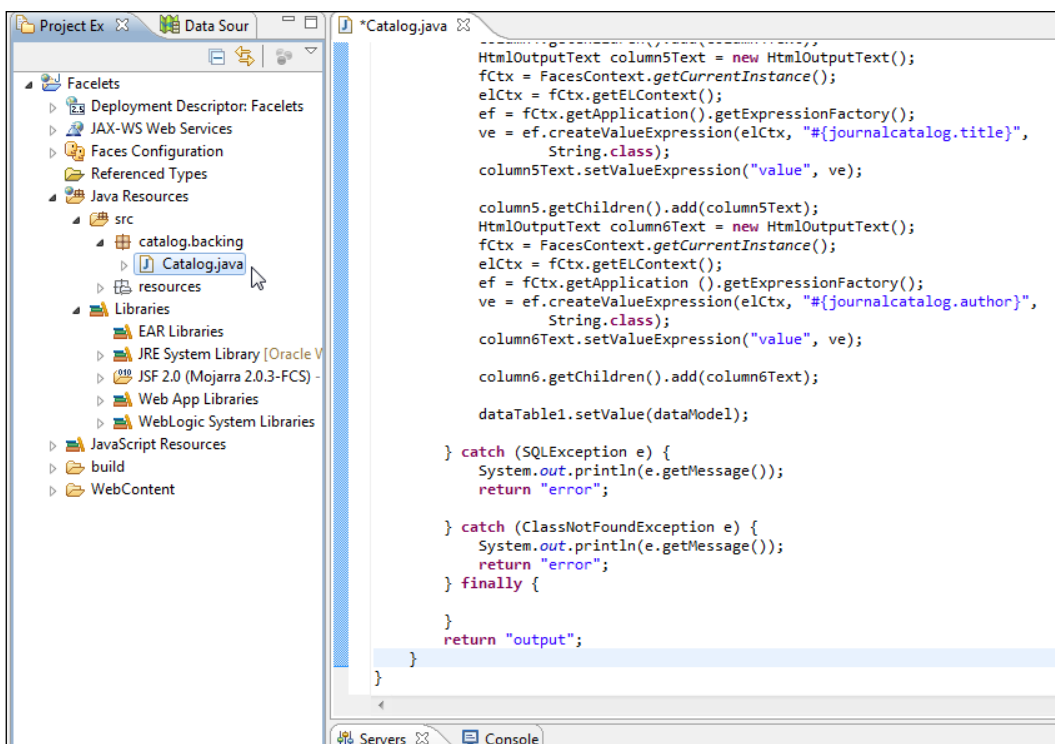 Project Ex
Data Sour
Facelets
Deployment Descriptor: Facelets
JAX-WS Web Services
Faces Configuration
Referenced Types
Java Resources
src
catalog.backing
Catalog.java
resources
Libraries
EAR Libraries
JRE System Library [Oracle W
JSF 2.0 (Mojarra 2.0.3-FCS) -
Web App Libraries
WebLogic System Libraries
JavaScript Resources
build
WebContent
*Catalog.java
HtmlOutputText column5Text = new HtmlOutputText();
fCtx = FacesContext.getCurrentInstance();
elCtx = fCtx.getELContext();
ef = fCtx.getApplication().getExpressionFactory();
ve = ef.createValueExpression(elCtx, "#{journalcatalog.title}",
String.class);
column5Text.setValueExpression("value", ve);
column5.getChildren().add(column5Text);
HtmlOutputText column6Text = new HtmlOutputText();
fCtx = FacesContext.getCurrentInstance();
elCtx = fCtx.getELContext();
ef = fCtx.getApplication ().getExpressionFactory();
ve = ef.createValueExpression(elCtx, "#{journalcatalog.author}",
String.class);
column6Text.setValueExpression("value", ve);
column6.getChildren().add(column6Text);
dataTable1.setValue(dataModel);
} catch (SQLException e) {
System.out.println(e.getMessage());
return "error";
} catch (ClassNotFoundException e) {
System.out.println(e.getMessage());
return "error";
} finally {
}
return "output";
}
}
Servers
Console